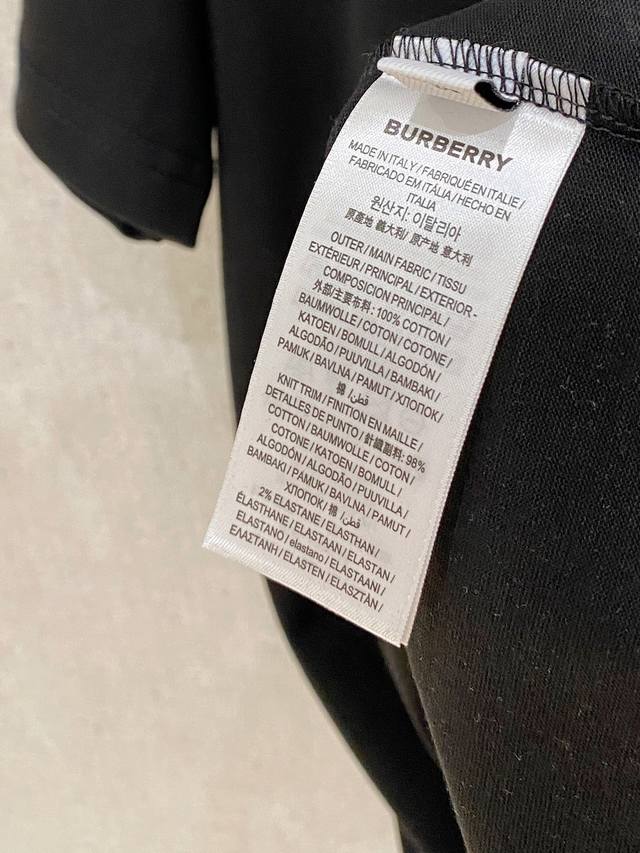 BURBERRY
MADE IN ITALY / FABRIQUÉ EN ITALIE /
FABRICADO EM ITÁLIA / HECHO EN
ITALIA
원산지: 이탈리아
原產地 義大利/ 原产地 意大利
OUTER / MAIN FABRIC / TISSU
EXTÉRIEUR / PRINCIPAL / EXTERIOR -
COMPOSICION PRINCIPAL /
外部/主要布料: 100% COTTON /
BAUMWOLLE / COTON / COTONE /
KATOEN / BOMULL / ALGODÓN /
ALGODÃO / PUUVILLA / BAMBAKI /
PAMUK / BAVLNA / PAMUT / ХЛОПОК /
棉 /قطن /
KNIT TRIM / FINITION EN MAILLE /
DETALLES DE PUNTO / 針織副料: 98%
COTTON / BAUMWOLLE / COTON /
COTONE / KATOEN / BOMULL /
ALGODÓN / ALGODÃO / PUUVILLA /
BAMBAKI / PAMUK / BAVLNA / PAMUT /
ХЛОПОК / 棉 /قطن /
2% ELASTANE / ELASTHAN /
ÉLASTHANE / ELASTAAN / ELASTAN /
ELASTANO / elastano / ELASTAANI /
ΕΛΑΣΤΑΝΗ / ELASTEN / ELASZTÁN /